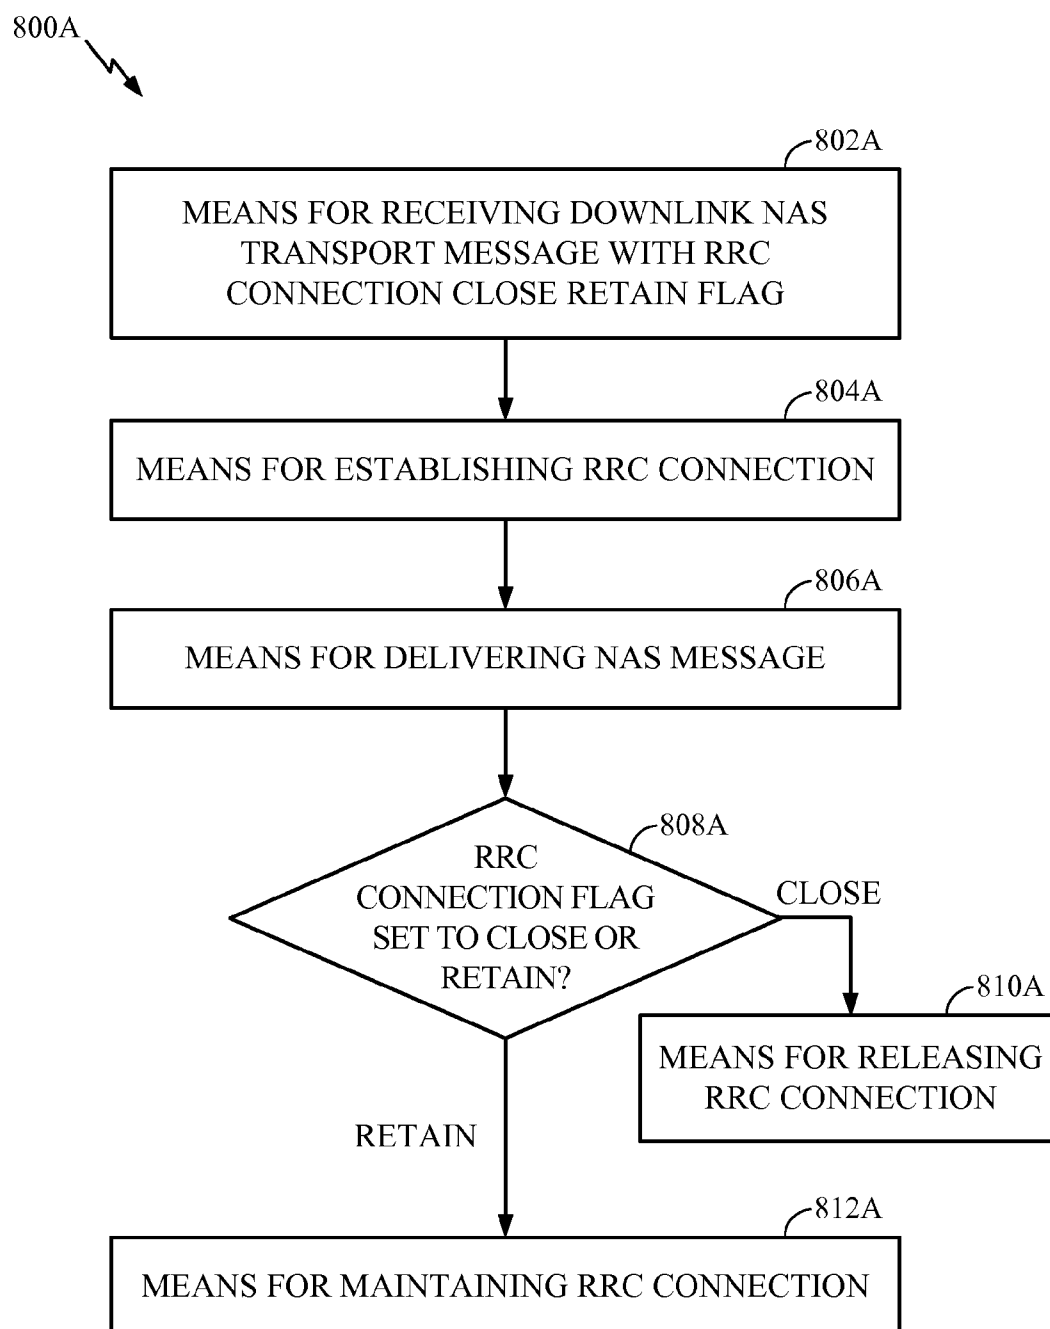 800A
802A
MEANS FOR RECEIVING DOWNLINK NAS
TRANSPORT MESSAGE WITH RRC
CONNECTION CLOSE RETAIN FLAG
804A
MEANS FOR ESTABLISHING RRC CONNECTION
806A
MEANS FOR DELIVERING NAS MESSAGE
808A
RRC
CONNECTION FLAG
SET TO CLOSE OR
RETAIN?
CLOSE
810A
MEANS FOR RELEASING
RRC CONNECTION
RETAIN
812A
MEANS FOR MAINTAINING RRC CONNECTION